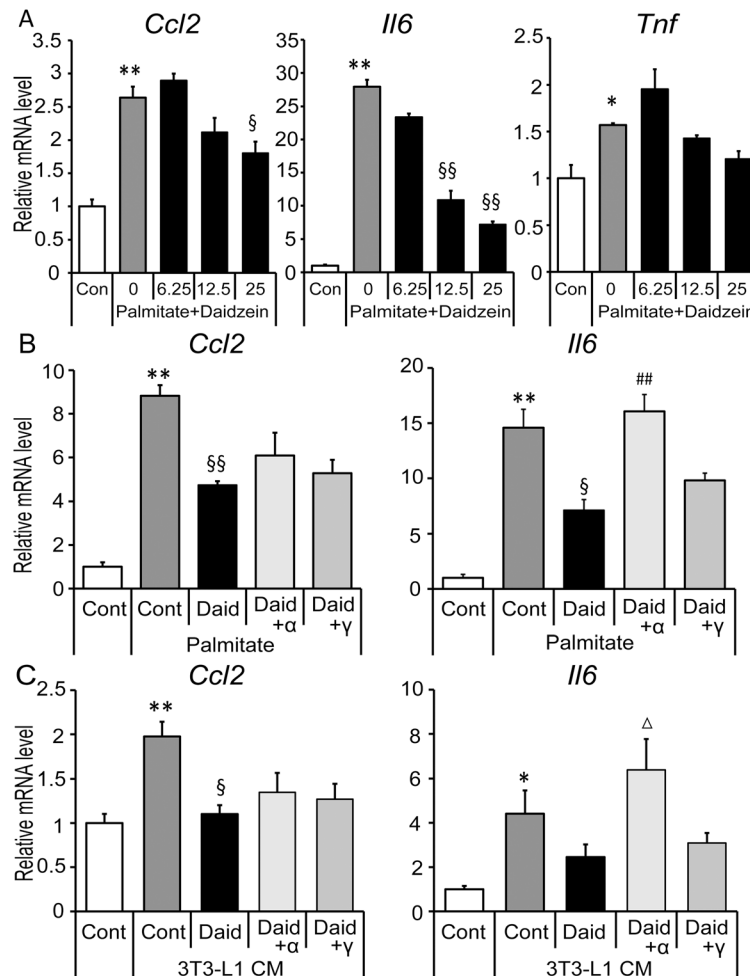 A
Ccl2 Il6 Tnf
Relative mRNA level
3.5
3
2.5
2
1.5
1
0.5
0
** §
Con 0 6.25 12.5 25
Palmitate+Daidzein
35
30
25
20
15
10
5
0
** §§ §§
Con 0 6.25 12.5 25
Palmitate+Daidzein
2.5
2
1.5
1
0.5
0
*
Con 0 6.25 12.5 25
Palmitate+Daidzein
B
Ccl2 Il6
Relative mRNA level
10
8
6
4
2
0
** §§
Cont Cont Daid Daid Daid
+α +γ
Palmitate
20
15
10
5
0
** § ##
Cont Cont Daid Daid Daid
+α +γ
Palmitate
C
Ccl2 Il6
Relative mRNA level
2.5
2
1.5
1
0.5
0
** §
Cont Cont Daid Daid Daid
+α +γ
3T3-L1 CM
10
8
6
4
2
0
* Δ
Cont Cont Daid Daid Daid
+α +γ
3T3-L1 CM